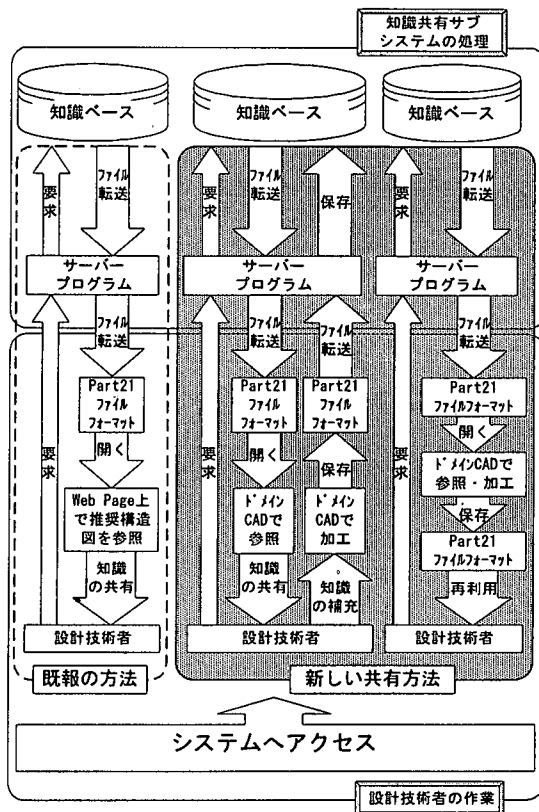 知識共有サブ
システムの処理
知識ベース
知識ベース
知識ベース
要求
ファイル
転送
要求
ファイル
転送
保存
要求
ファイル
転送
サーバー
プログラム
サーバー
プログラム
サーバー
プログラム
要求
ファイル
転送
Part21
ファイル
フォーマット
開く
Web Page上
で推奨構造
図を参照
知識
の共有
設計技術者
要求
ファイル
転送
Part21
ファイル
フォーマット
開く
ドメイン
CADで
参照
知識
の共有
ファイル
転送
Part21
ファイル
フォーマット
保存
ドメイン
CADで
加工
知識
の補充
設計技術者
要求
ファイル
転送
Part21
ファイルフォーマット
開く
ドメインCADで
参照・加工
保存
Part21
ファイルフォーマット
再利用
設計技術者
既報の方法
新しい共有方法
システムへアクセス
設計技術者の作業